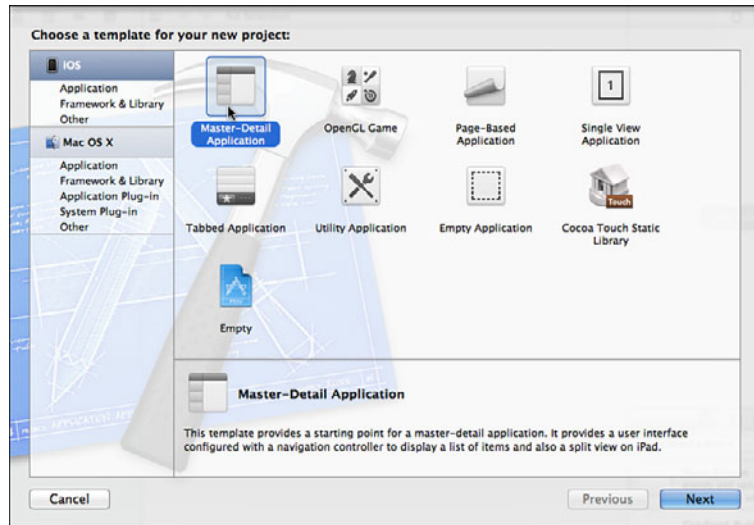 Choose a template for your new project:
iOS
Application
Framework & Library
Other
Mac OS X
Application
Framework & Library
Application Plug-in
System Plug-in
Other
Master-Detail
Application
OpenGL Game
Page-Based
Application
1
Single View
Application
Tabbed Application
Utility Application
Empty Application
Touch
Cocoa Touch Static
Library
Empty
Master-Detail Application
This template provides a starting point for a master-detail application. It provides a user interface
configured with a navigation controller to display a list of items and also a split view on iPad.
Cancel
Previous
Next